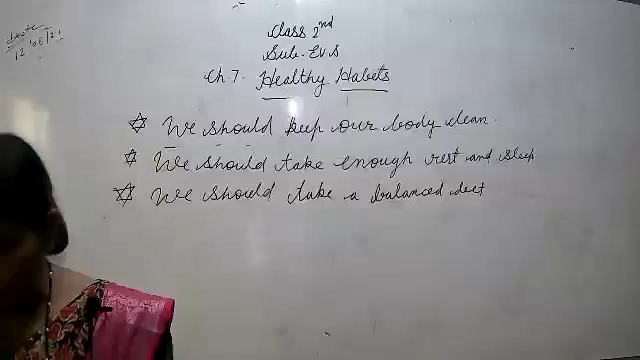 Class 2nd
Sub- EVS
Ch. 7. Healthy Habits
We should keep our body clean.
We should take enough rest and sleep
We should take a balanced diet